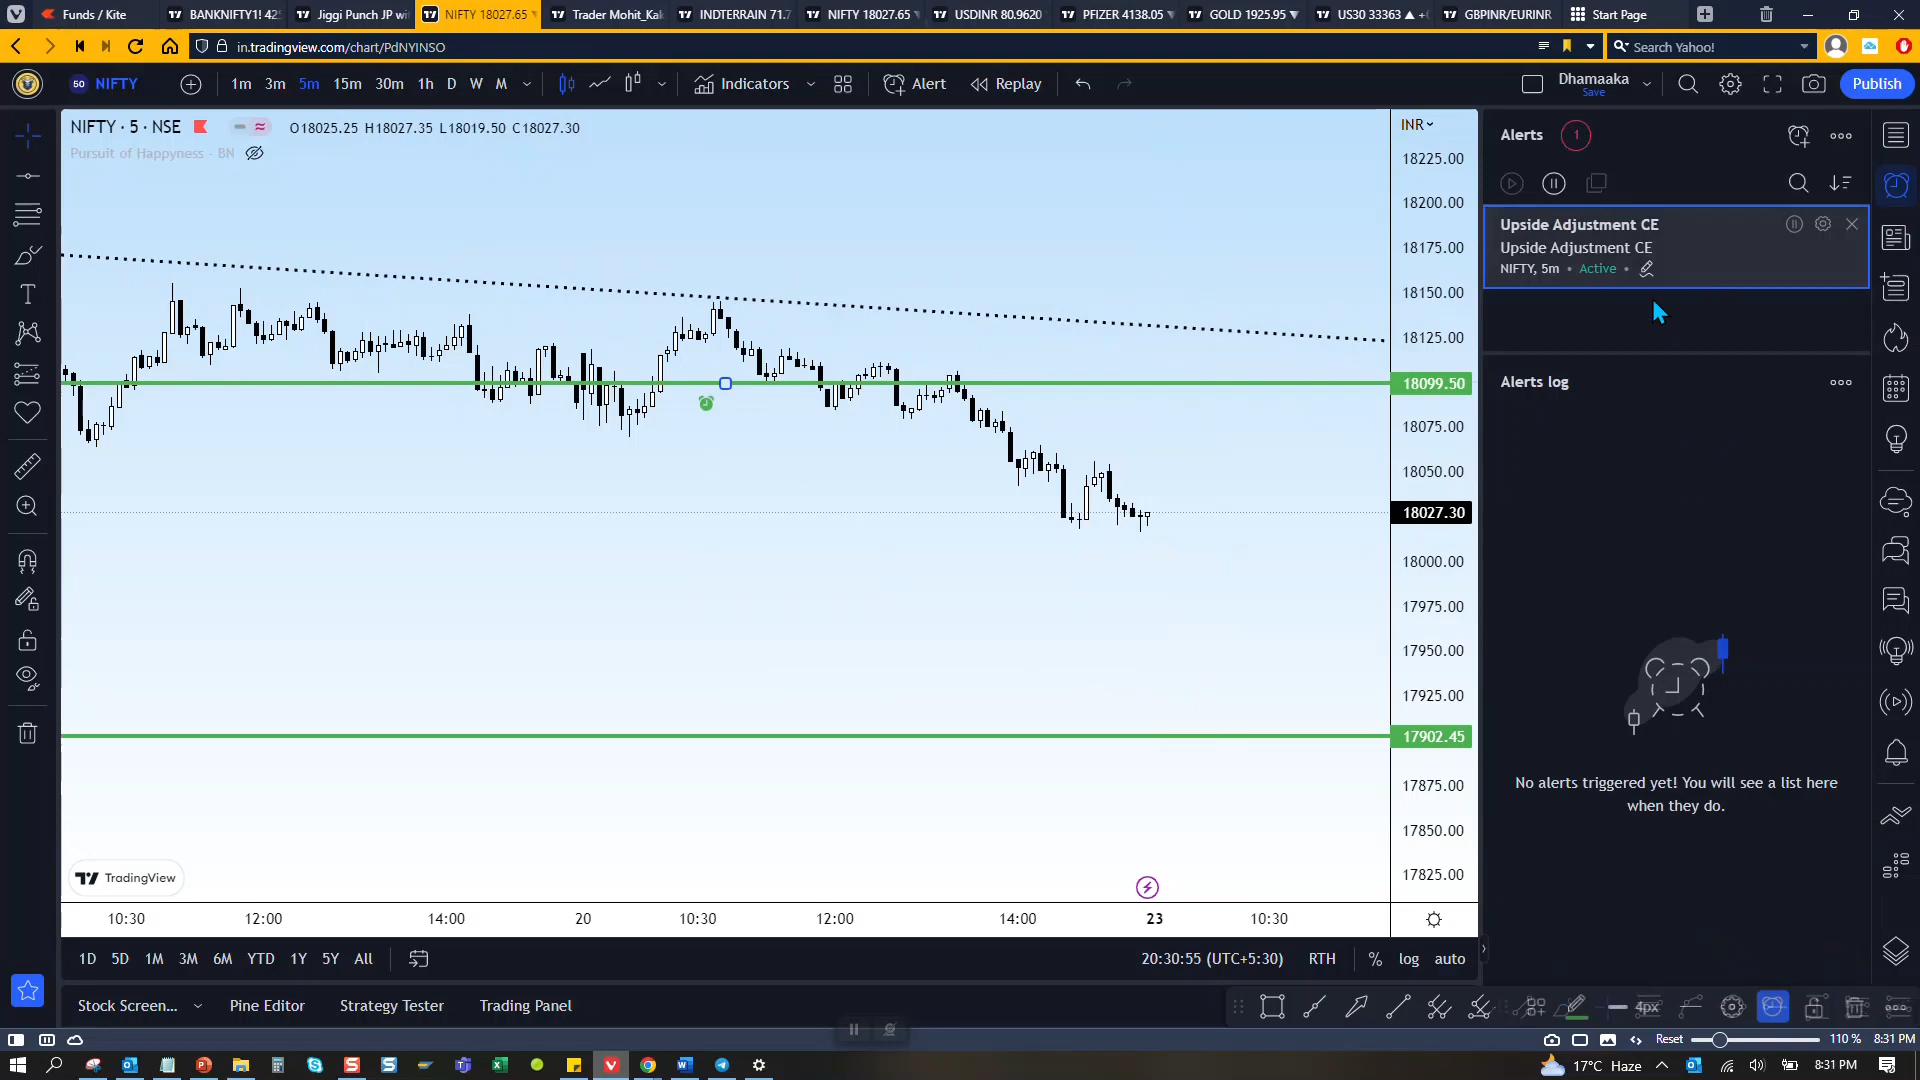 Funds / Kite
BANKNIFTY1! 42
Jiggi Punch JP wi
NIFTY 18027.65
Trader Mohit_Kak
INDTERRAIN 71.7
NIFTY 18027.65
USDINR 80.9620
PFIZER 4138.05
GOLD 1925.95
US30 33363
GBPINR/EURINR
Start Page
in.tradingview.com/chart/PdNYINSO
Search Yahoo!
50 NIFTY
1m 3m 5m 15m 30m 1h D W M
Indicators
Alert
Replay
Dhamaaka
Save
Publish
NIFTY · 5 · NSE
O18025.25 H18027.35 L18019.50 C18027.30
Pursuit of Happyness · BN
INR
18225.00
18200.00
18175.00
18150.00
18125.00
18099.50
18075.00
18050.00
18027.30
18000.00
17975.00
17950.00
17925.00
17902.45
17875.00
17850.00
17825.00
TradingView
10:30 12:00 14:00 20 10:30 12:00 14:00 23 10:30
1D 5D 1M 3M 6M YTD 1Y 5Y All
20:30:55 (UTC+5:30) RTH % log auto
Stock Screen...
Pine Editor
Strategy Tester
Trading Panel
4px
Alerts 1
Upside Adjustment CE
Upside Adjustment CE
NIFTY, 5m • Active •
Alerts log
No alerts triggered yet! You will see a list here
when they do.
Reset
110 %
8:31 PM
17°C Haze
8:31 PM